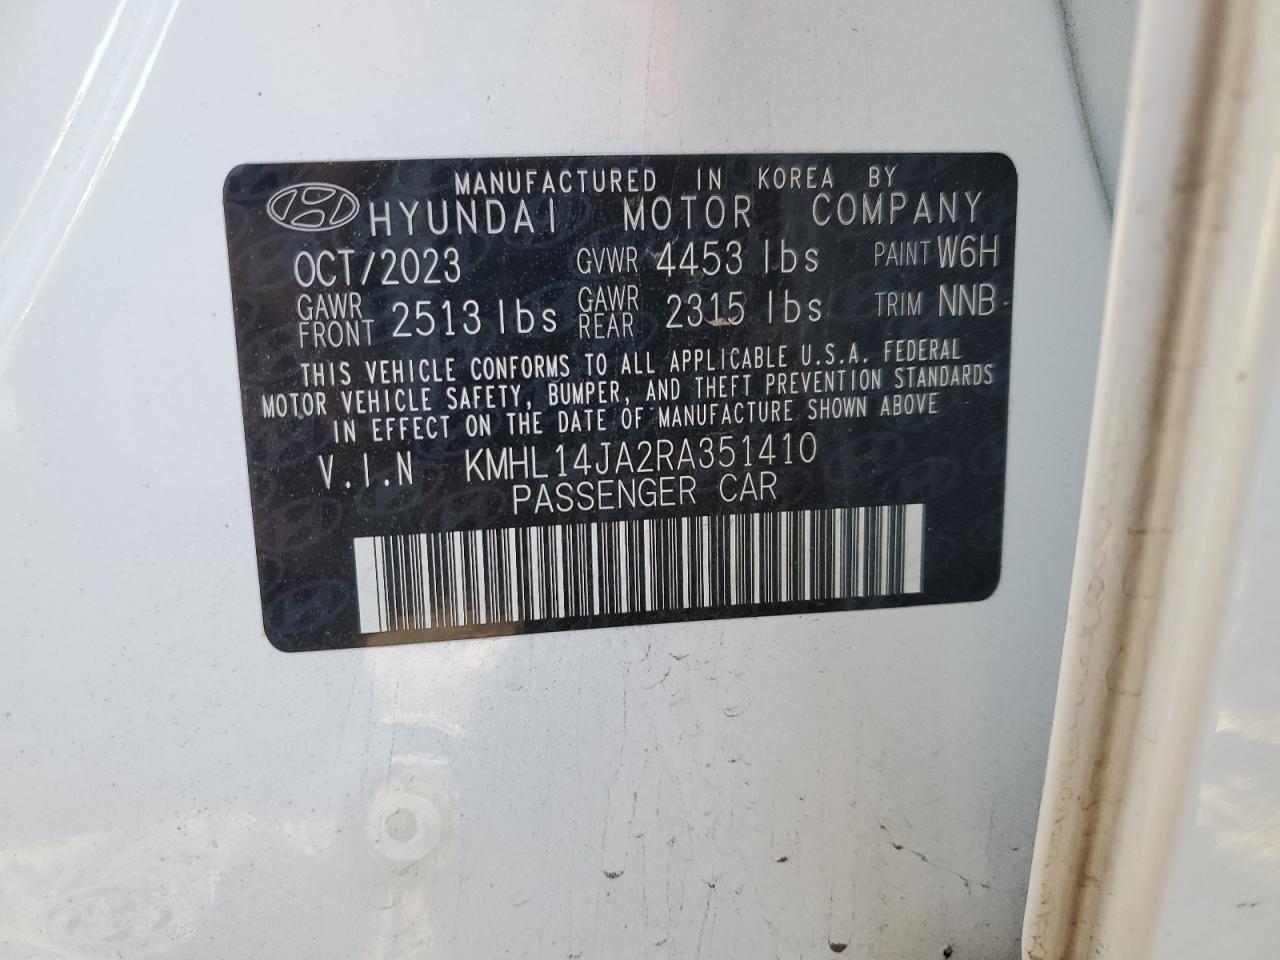 MANUFACTURED IN KOREA BY
HYUNDAI MOTOR COMPANY
OCT/2023 GVWR 4453 lbs PAINT W6H
GAWR FRONT 2513 lbs GAWR REAR 2315 lbs TRIM NNB
THIS VEHICLE CONFORMS TO ALL APPLICABLE U.S.A. FEDERAL
MOTOR VEHICLE SAFETY, BUMPER, AND THEFT PREVENTION STANDARDS
IN EFFECT ON THE DATE OF MANUFACTURE SHOWN ABOVE
V.I.N KMHL14JA2RA351410
PASSENGER CAR